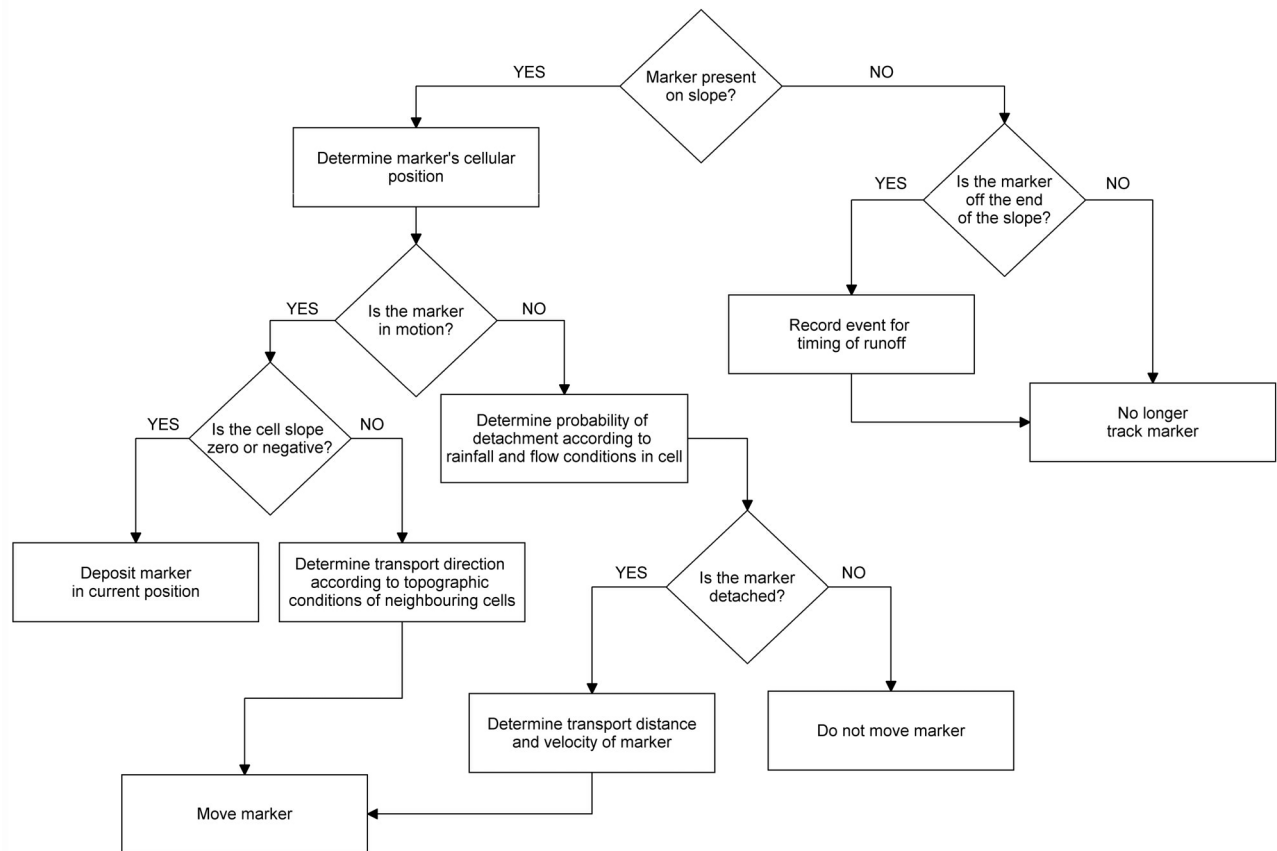 Marker present
on slope?
YES
NO
Determine marker's cellular
position
Is the marker
off the end
of the slope?
YES
NO
Is the marker
in motion?
YES
NO
Record event for
timing of runoff
No longer
track marker
Is the cell slope
zero or negative?
YES
NO
Determine probability of
detachment according to
rainfall and flow conditions in cell
Deposit marker
in current position
Determine transport direction
according to topographic
conditions of neighbouring cells
Is the marker
detached?
YES
NO
Determine transport distance
and velocity of marker
Do not move marker
Move marker